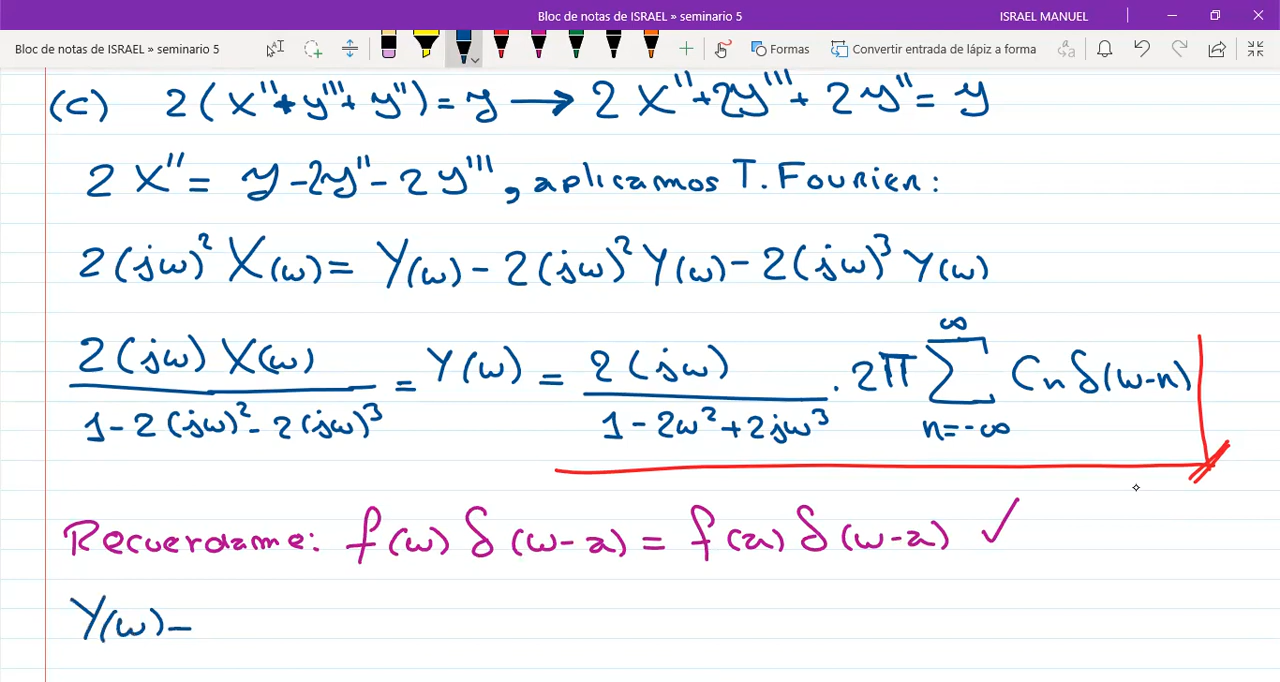 Bloc de notas de ISRAEL » seminario 5
ISRAEL MANUEL
Bloc de notas de ISRAEL » seminario 5
Formas
Convertir entrada de lápiz a forma
(c) 2(x''+y'''+y'')=y → 2x''+2y'''+2y''=y
2x''= y-2y''-2y''', aplicamos T. Fourier:
2(jω)² X(ω)= Y(ω)-2(jω)² Y(ω)-2(jω)³ Y(ω)
2(jω) X(ω) / 1-2(jω)²-2(jω)³ = Y(ω) = 2(jω) / 1-2ω²+2jω³ · 2π ∑ n=-∞ ∞ Cn δ(ω-n)
Recuerdame: f(ω) δ(ω-a) = f(a) δ(ω-a) ✓
Y(ω)-